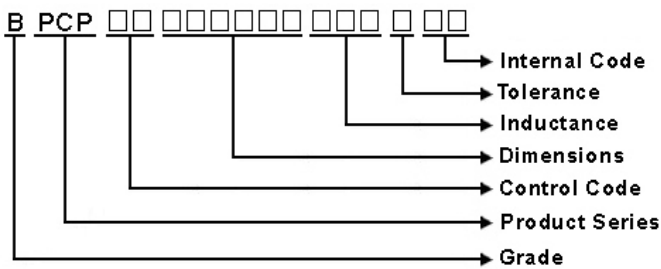 B PCP □□ □□□□□□ □□□ □ □□
Internal Code
Tolerance
Inductance
Dimensions
Control Code
Product Series
Grade